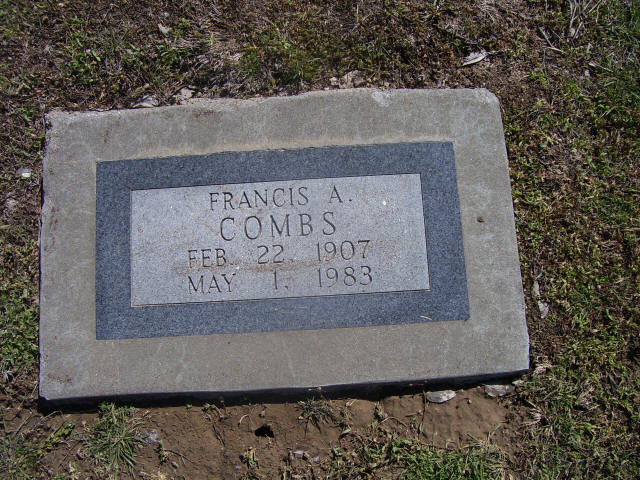 FRANCIS A.
COMBS
FEB. 22. 1907
MAY 1. 1983